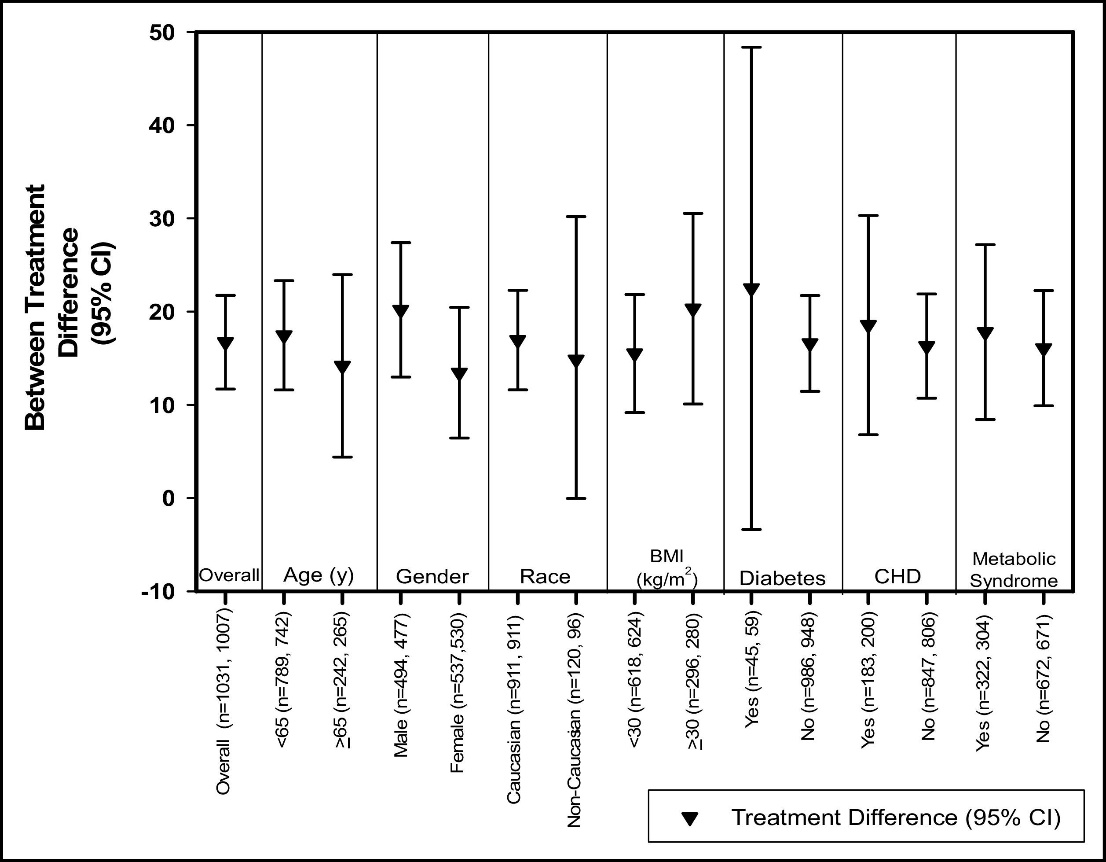 50
40
30
20
10
0
-10
Between Treatment
Difference
(95% CI)
Overall
Age (y)
Gender
Race
BMI
(kg/m²)
Diabetes
CHD
Metabolic
Syndrome
Overall (n=1031, 1007)
<65 (n=789, 742)
≥65 (n=242, 265)
Male (n=494, 477)
Female (n=537,530)
Caucasian (n=911, 911)
Non-Caucasian (n=120, 96)
<30 (n=618, 624)
≥30 (n=296, 280)
Yes (n=45, 59)
No (n=986, 948)
Yes (n=183, 200)
No (n=847, 806)
Yes (n=322, 304)
No (n=672, 671)
Treatment Difference (95% CI)